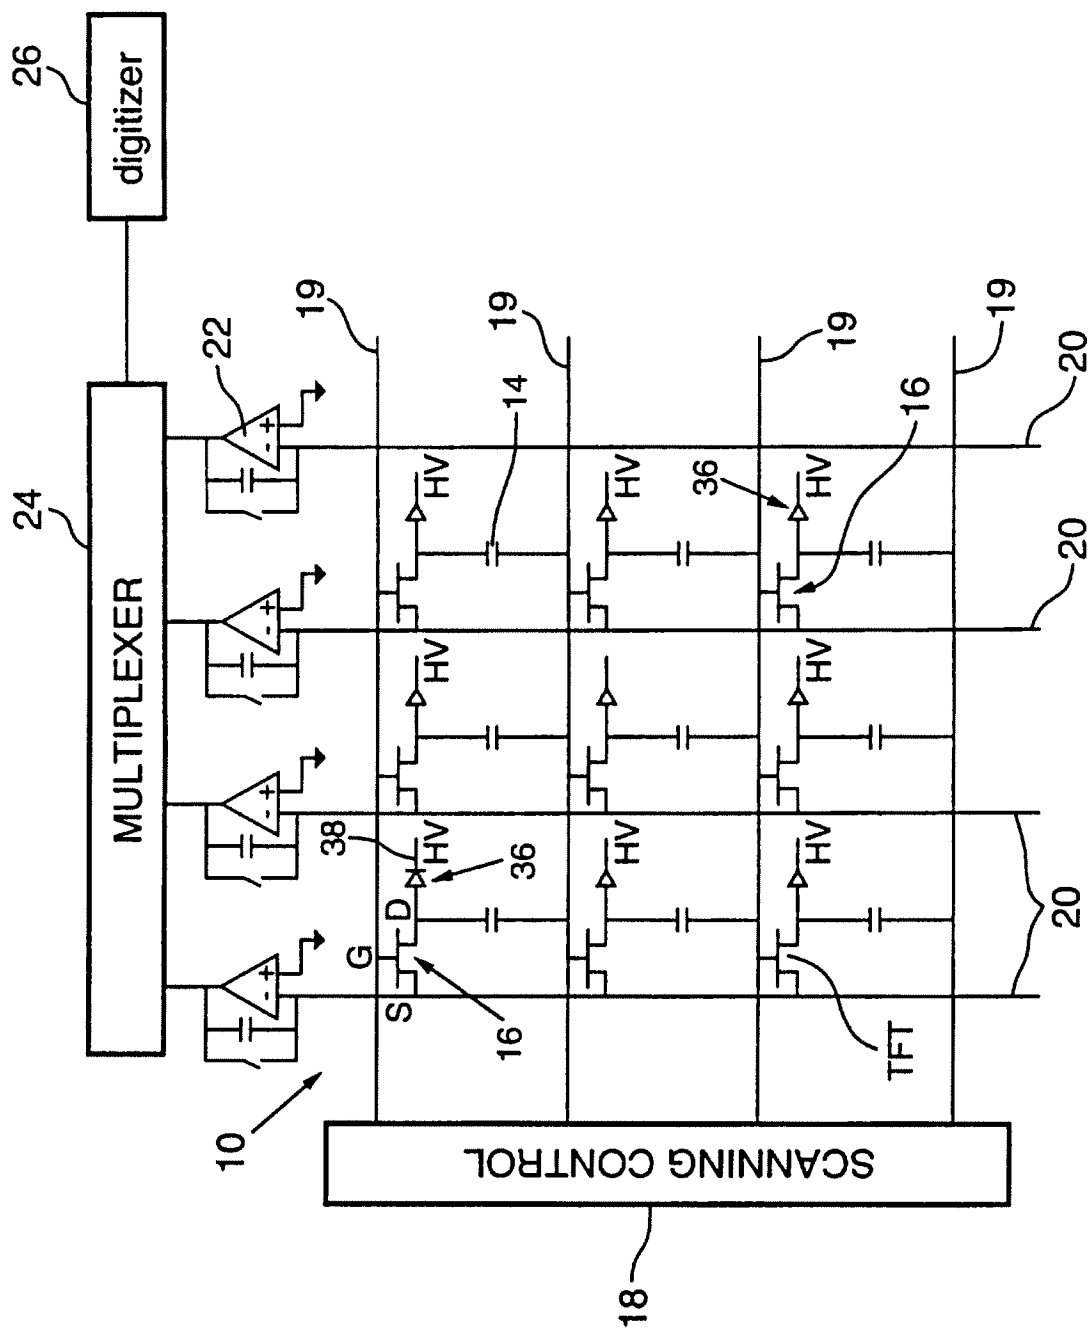 26
digitizer
24
MULTIPLEXER
22
+
-
+
-
+
-
+
-
10
19
19
19
19
G
S
D
38
HV
36
16
HV
HV
14
HV
HV
HV
HV
36
HV
16
TFT
20
20
20
SCANNING CONTROL
18